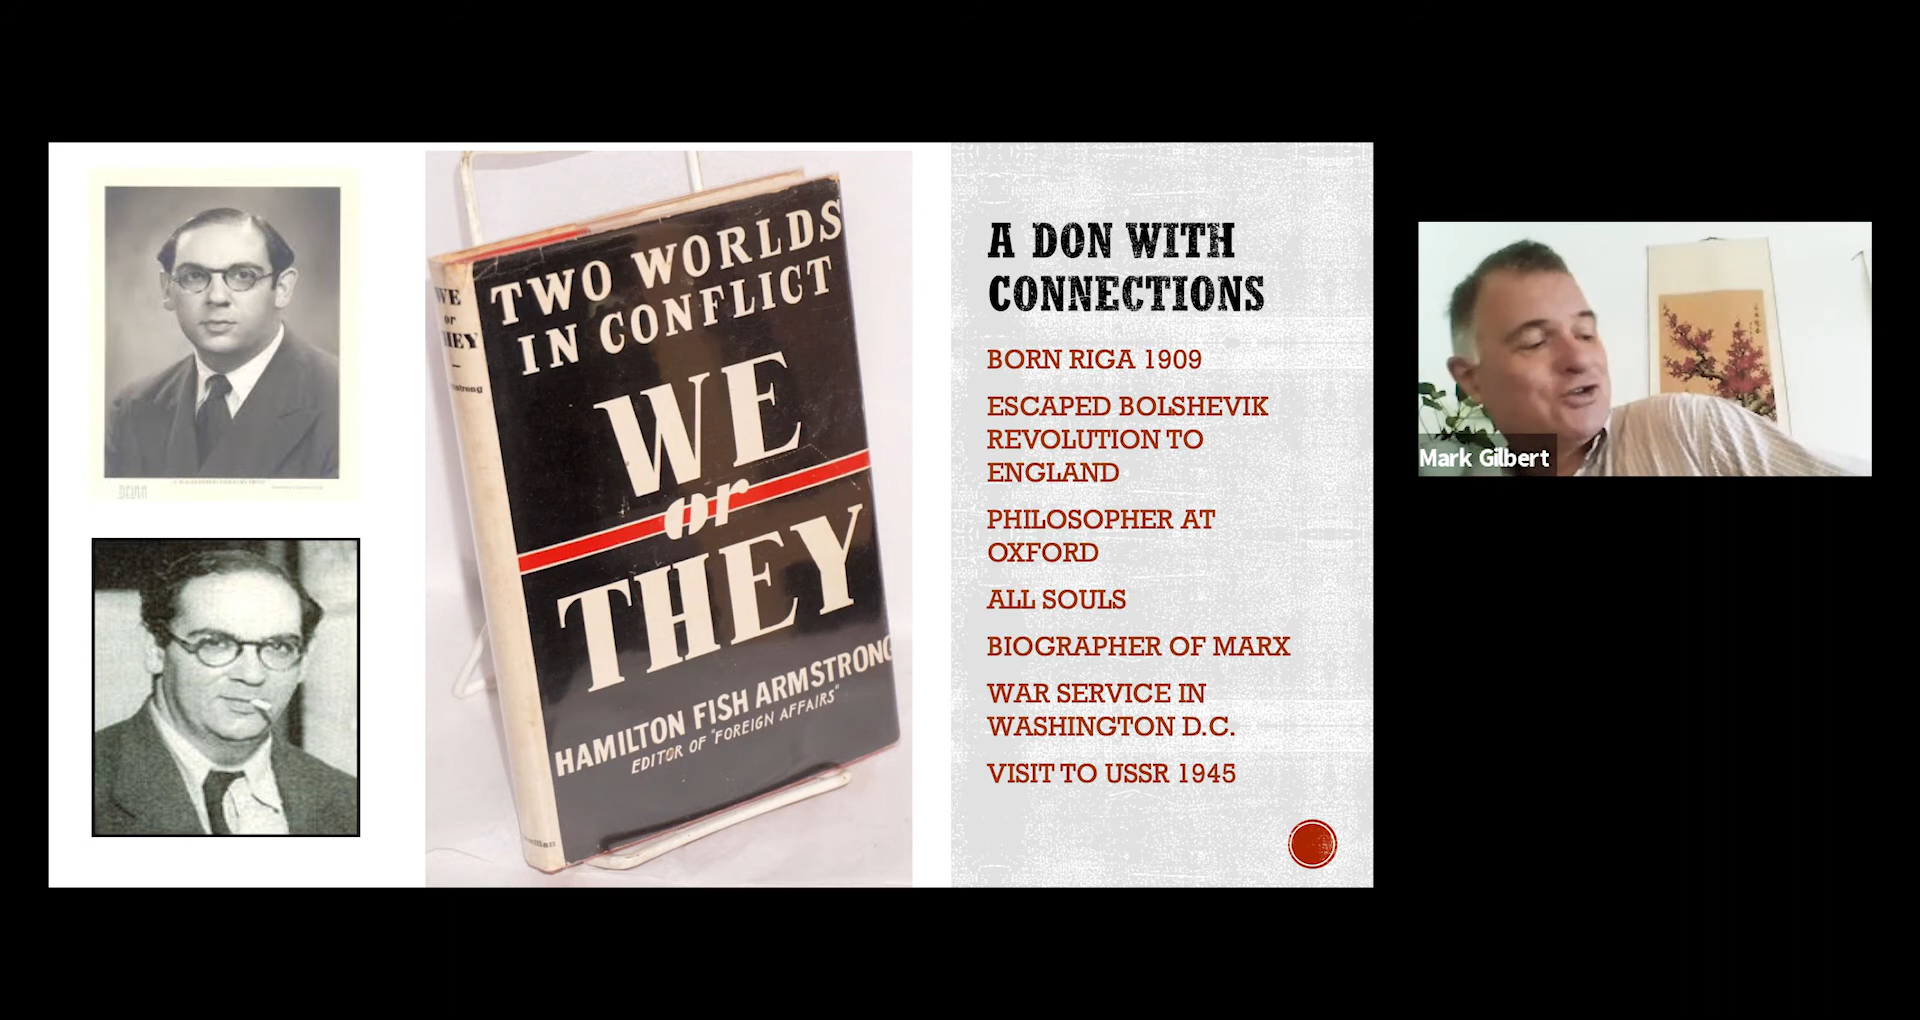 TWO WORLDS
IN CONFLICT
WE
or
THEY
HAMILTON FISH ARMSTRONG
EDITOR OF "FOREIGN AFFAIRS"
WE
or
A DON WITH
CONNECTIONS
BORN RIGA 1909
ESCAPED BOLSHEVIK
REVOLUTION TO
ENGLAND
PHILOSOPHER AT
OXFORD
ALL SOULS
BIOGRAPHER OF MARX
WAR SERVICE IN
WASHINGTON D.C.
VISIT TO USSR 1945
Mark Gilbert